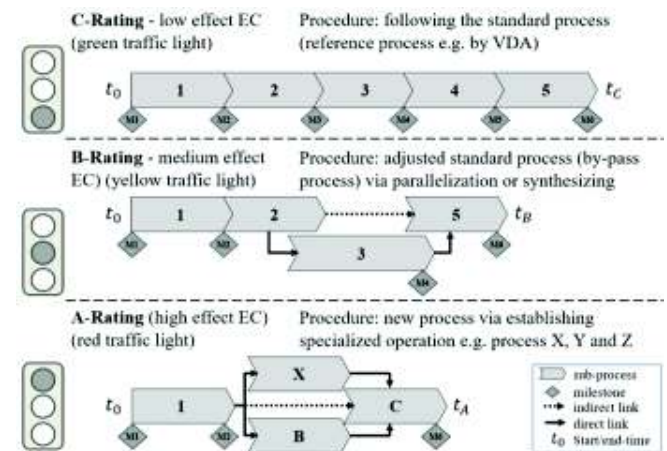 C-Rating - low effect EC
(green traffic light)
Procedure: following the standard process
(reference process e.g. by VDA)
t0 1 2 3 4 5 tC
M1 M2 M3 M4 M5 M6
B-Rating - medium effect
EC) (yellow traffic light)
Procedure: adjusted standard process (by-pass
process) via parallelization or synthesizing
t0 1 2 5 tB
M1 M2 M6
3
M4
A-Rating (high effect EC)
(red traffic light)
Procedure: new process via establishing
specialized operation e.g. process X, Y and Z
X
t0 1 C tA
M1 M2 M6
B
sub-process
milestone
indirect link
direct link
t0 Start/end-time